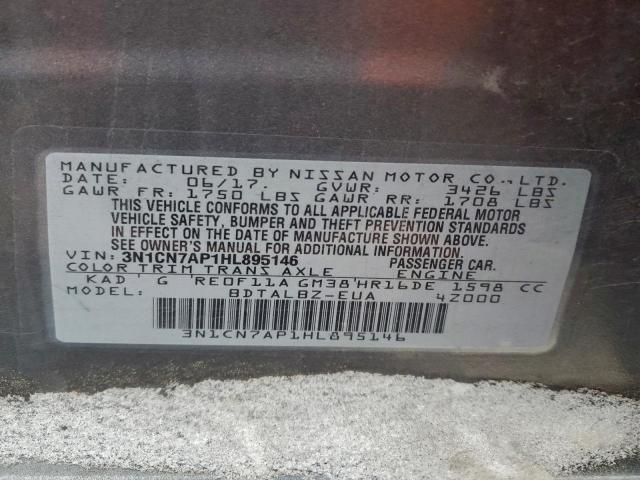 MANUFACTURED BY NISSAN MOTOR CO., LTD.
DATE: 06/17. GVWR: 3426 LBS
GAWR FR: 1750 LBS GAWR RR: 1708 LBS
THIS VEHICLE CONFORMS TO ALL APPLICABLE FEDERAL MOTOR
VEHICLE SAFETY, BUMPER AND THEFT PREVENTION STANDARDS
IN EFFECT ON THE DATE OF MANUFACTURE SHOWN ABOVE.
SEE OWNER'S MANUAL FOR ADDITIONAL INFORMATION.
VIN: 3N1CN7AP1HL895146 PASSENGER CAR.
COLOR TRIM TRANS AXLE ENGINE
KAD G RE0F11A GM38 HR16DE 1598 CC
BDTALBZ-EUA 4Z000
3N1CN7AP1HL895146